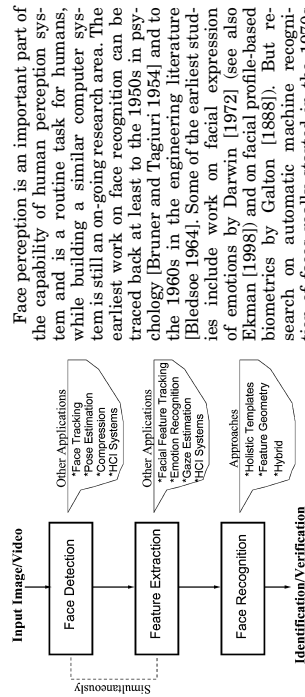 Input Image/Video
Face Detection
Other Applications
*Face Tracking
*Pose Estimation
*Compression
*HCI Systems
Simultaneously
Feature Extraction
Other Applications
*Facial Feature Tracking
*Emotion Recognition
*Gaze Estimation
*HCI Systems
Face Recognition
Approaches
*Holistic Templates
*Feature Geometry
*Hybrid
Identification/Verification
Face perception is an important part of
the capability of human perception sys-
tem and is a routine task for humans,
while building a similar computer sys-
tem is still an on-going research area. The
earliest work on face recognition can be
traced back at least to the 1950s in psy-
chology [Bruner and Tagiuri 1954] and to
the 1960s in the engineering literature
[Bledsoe 1964]. Some of the earliest stud-
ies include work on facial expression
of emotions by Darwin [1972] (see also
Ekman [1998]) and on facial profile-based
biometrics by Galton [1888]). But re-
search on automatic machine recogni-